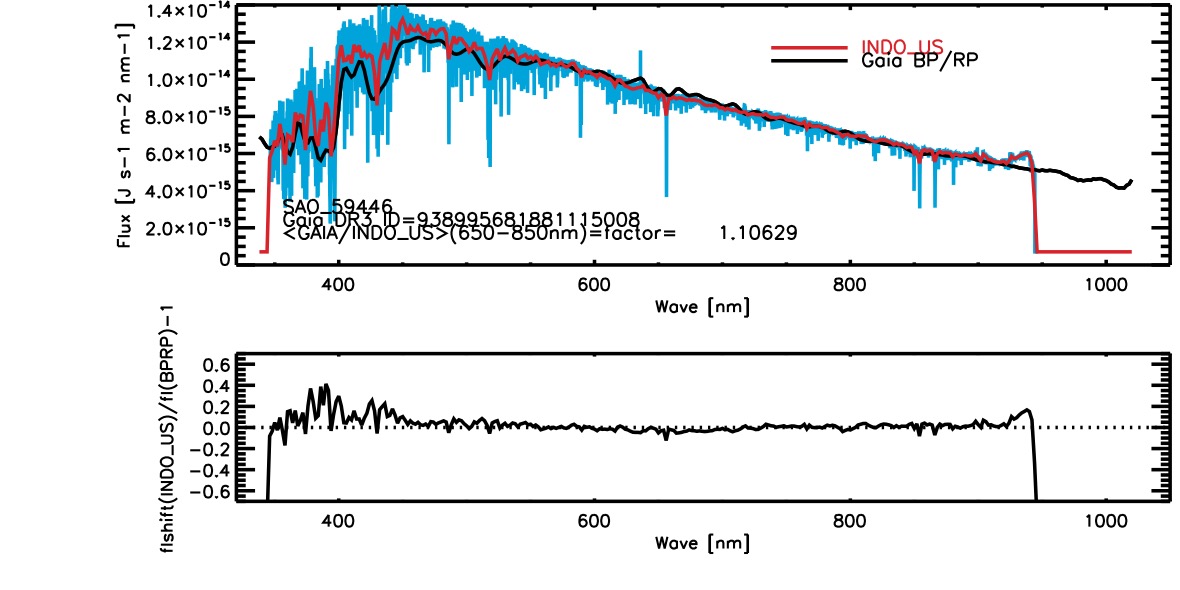 Flux [J s−1 m−2 nm−1]
1.4×10−14
1.2×10−14
1.0×10−14
8.0×10−15
6.0×10−15
4.0×10−15
2.0×10−15
0
INDO_US
Gaia BP/RP
SAO_59446
Gaia DR3 ID=938995681881115008
<GAIA/INDO_US>(650−850nm)=factor= 1.10629
400 600 800 1000
Wave [nm]
flshift(INDO_US)/fl(BPRP)−1
0.6
0.4
0.2
0.0
−0.2
−0.4
−0.6
400 600 800 1000
Wave [nm]